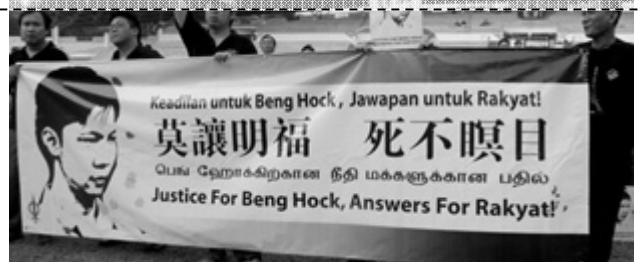 Keadilan untuk Beng Hock, Jawapan untuk Rakyat!
莫讓明福 死不瞑目
பெங் ஹோக்கிற்கான நீதி மக்களுக்கான பதில்
Justice For Beng Hock, Answers For Rakyat!